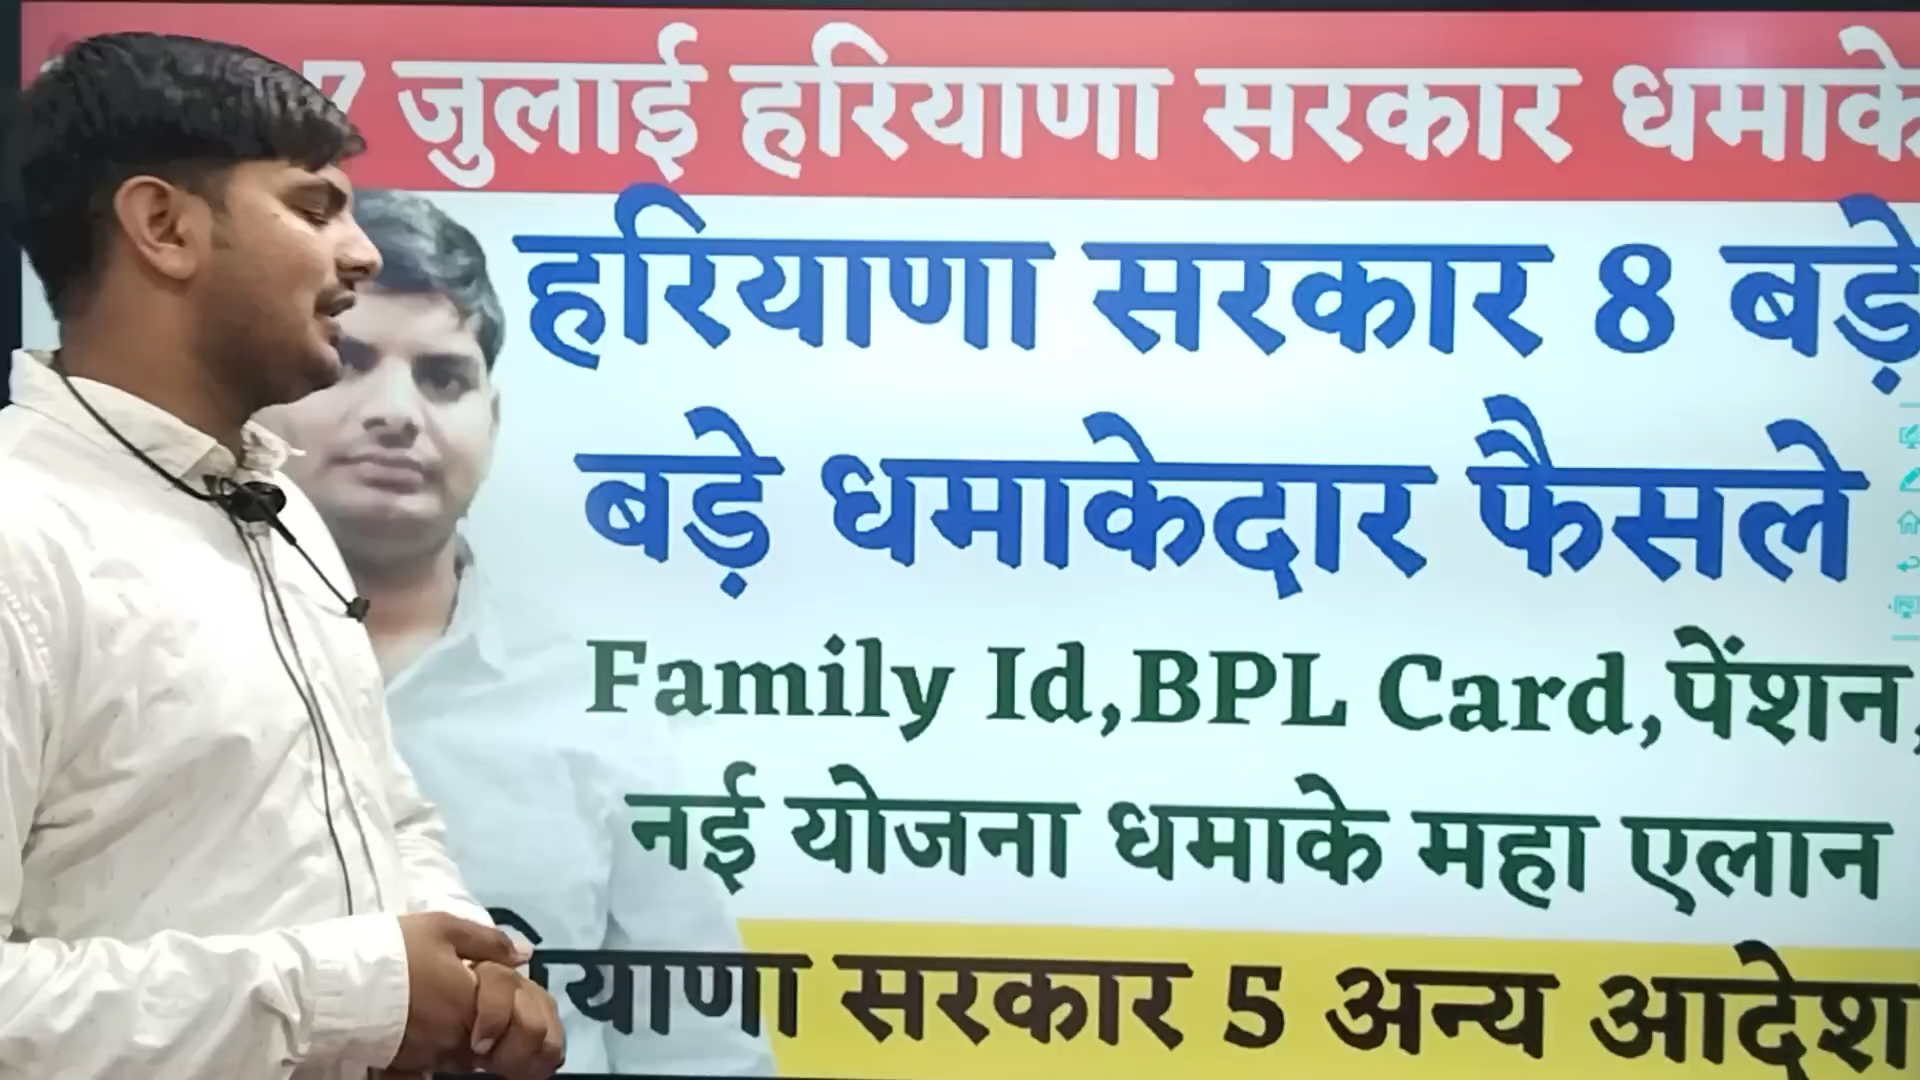 7 जुलाई हरियाणा सरकार धमाके
हरियाणा सरकार 8 बड़े
बड़े धमाकेदार फैसले
Family Id,BPL Card,पेंशन,
नई योजना धमाके महा एलान
सरकार 5 अन्य आदेश